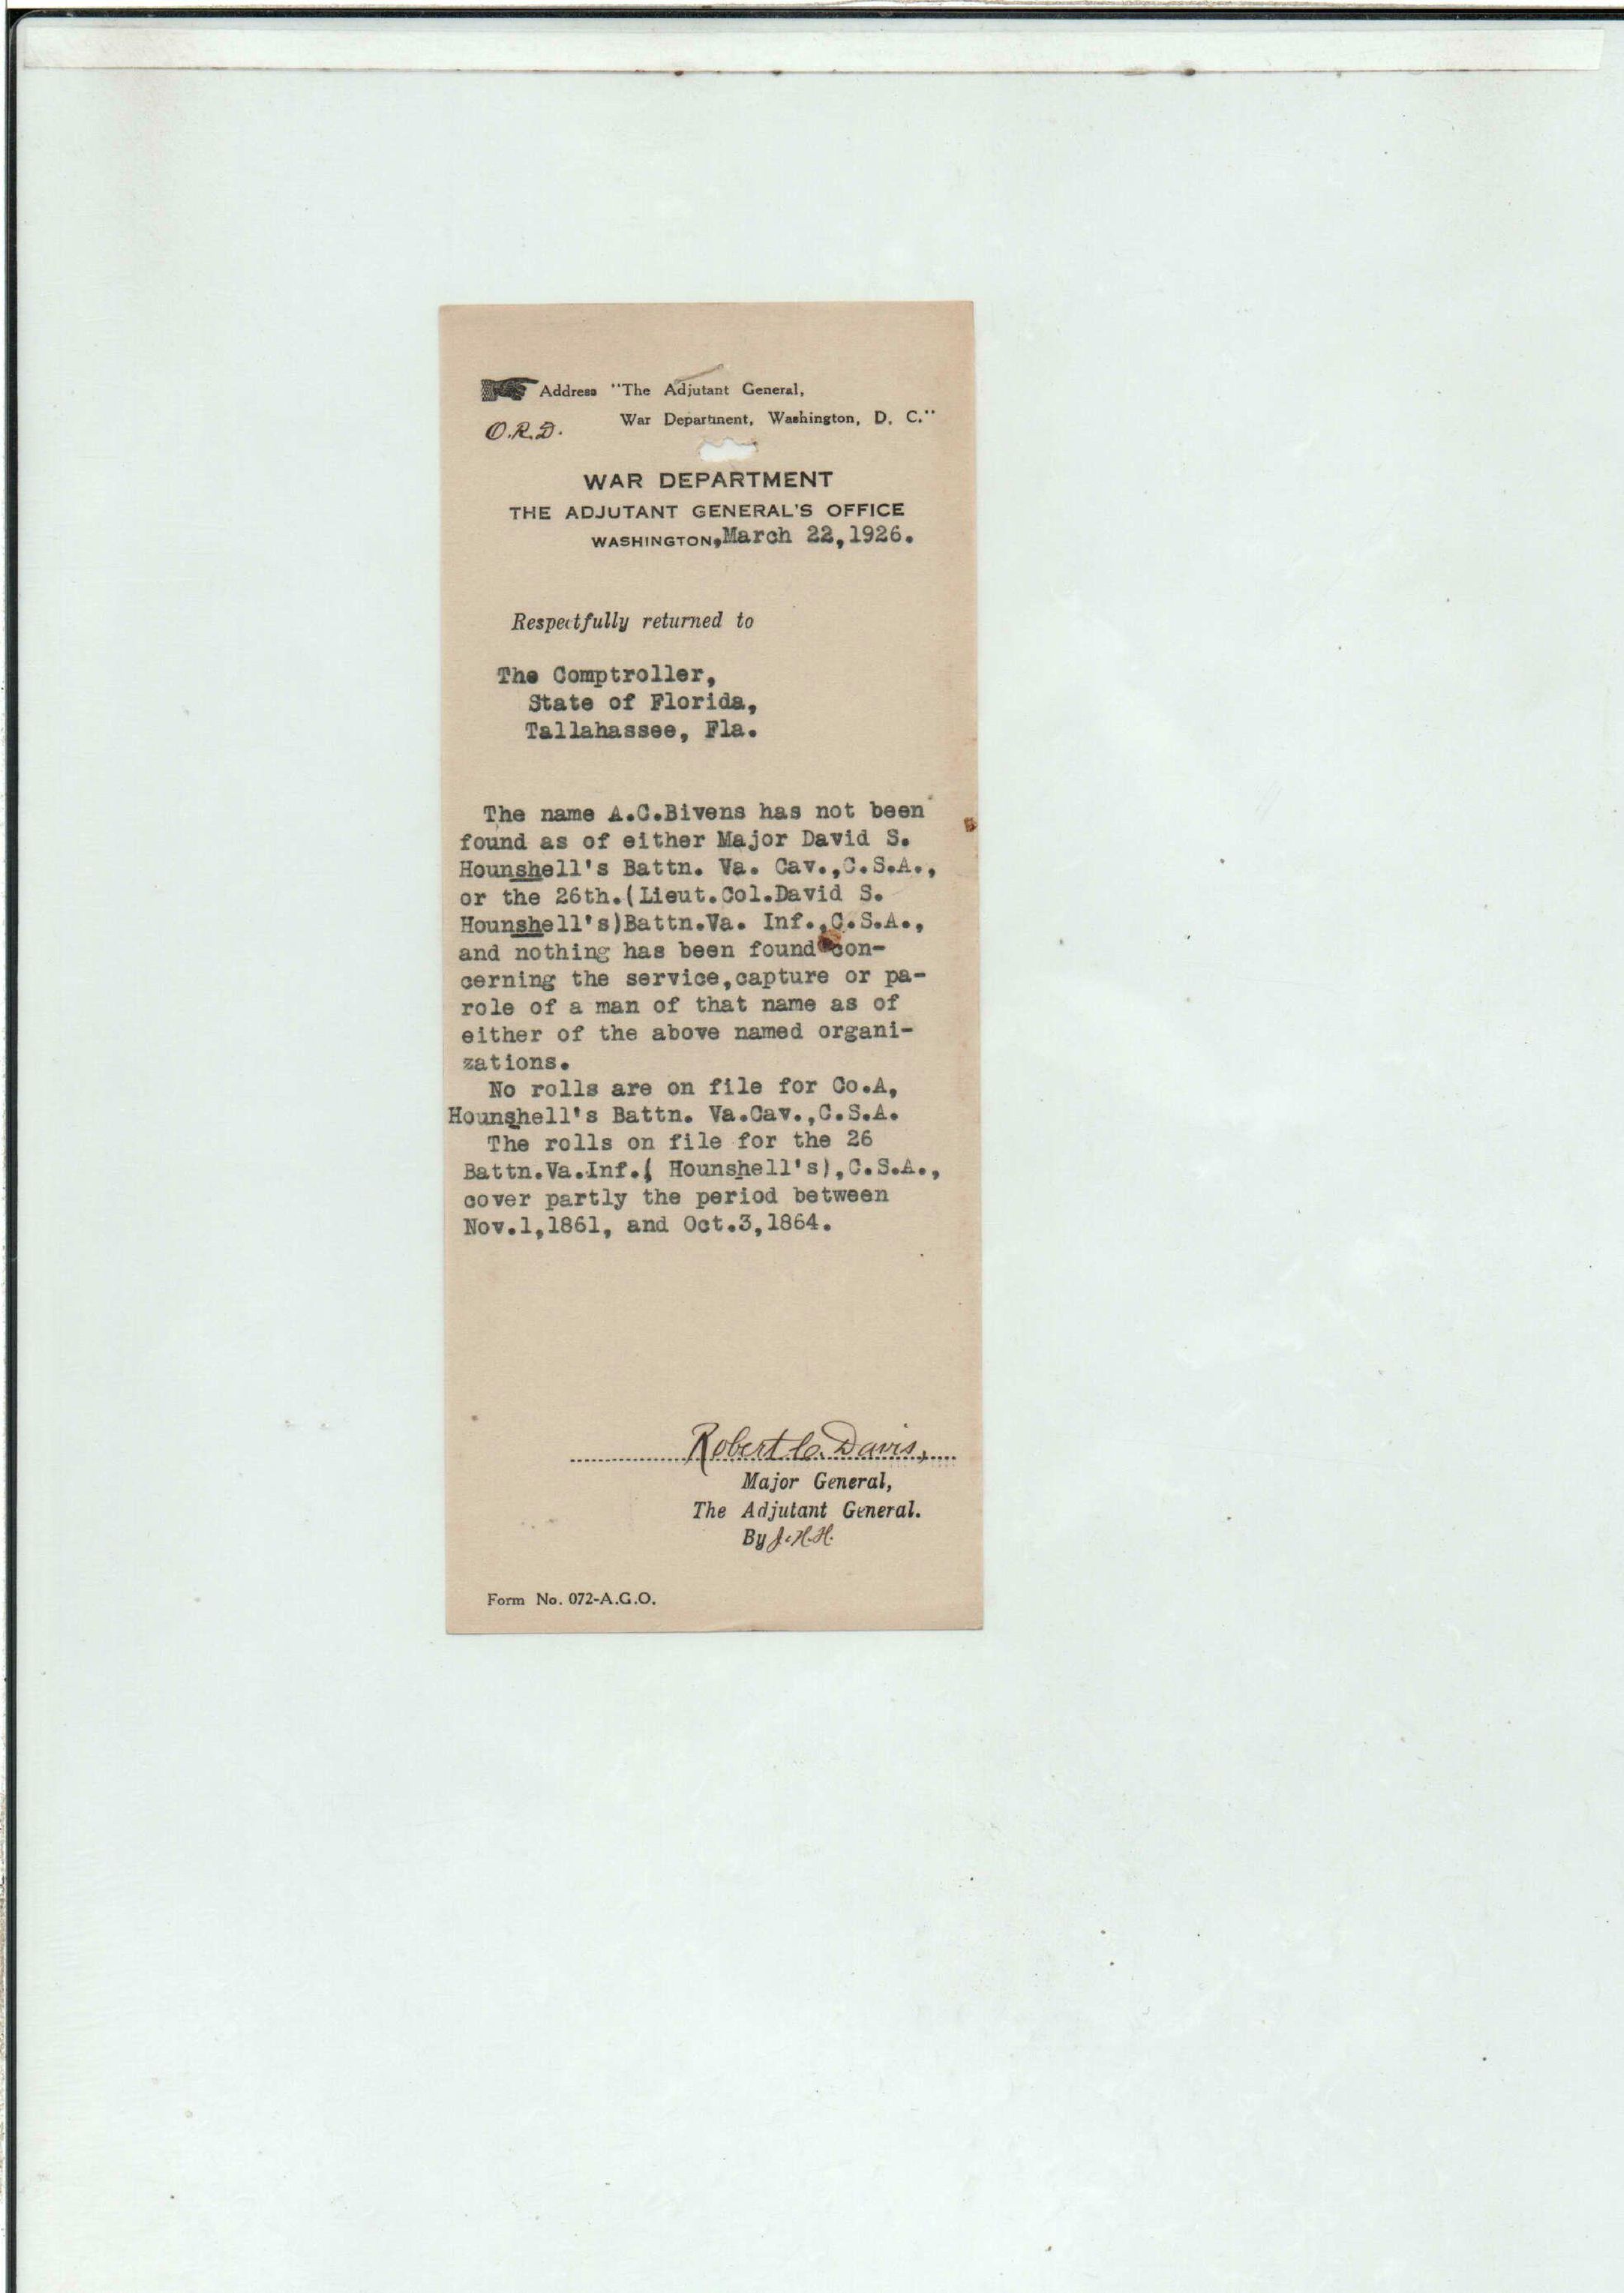 Address "The Adjutant General,
War Department, Washington, D. C."
O.R.D.
WAR DEPARTMENT
THE ADJUTANT GENERAL'S OFFICE
WASHINGTON, March 22,1926.
Respectfully returned to
The Comptroller,
State of Florida,
Tallahassee, Fla.
The name A.C.Bivens has not been
found as of either Major David S.
Hounshell's Battn. Va. Cav.,C.S.A.,
or the 26th.(Lieut.Col.David S.
Hounshell's)Battn.Va. Inf.,C.S.A.,
and nothing has been found con-
cerning the service,capture or pa-
role of a man of that name as of
either of the above named organi-
zations.
No rolls are on file for Co.A,
Hounshell's Battn. Va.Cav.,C.S.A.
The rolls on file for the 26
Battn.Va.Inf.( Hounshell's),C.S.A.,
cover partly the period between
Nov.1,1861, and Oct.3,1864.
Robert C. Davis,
Major General,
The Adjutant General.
By J.H.H.
Form No. 072-A.G.O.